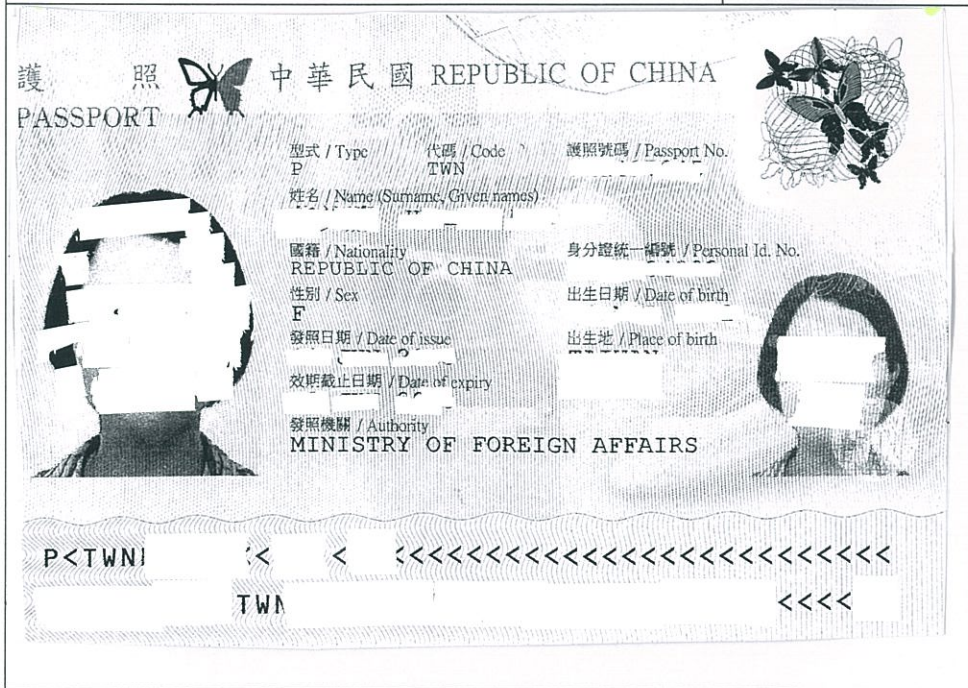 護照 中華民國 REPUBLIC OF CHINA
PASSPORT
型式 / Type 代碼 / Code 護照號碼 / Passport No.
P TWN
姓名 / Name (Surname, Given names)
國籍 / Nationality 身分證統一編號 / Personal Id. No.
REPUBLIC OF CHINA
性別 / Sex 出生日期 / Date of birth
F
發照日期 / Date of issue 出生地 / Place of birth
效期截止日期 / Date of expiry
發照機關 / Authority
MINISTRY OF FOREIGN AFFAIRS
P<TWN << < <<<<<<<<<<<<<<<<<<<<<<<
TWN <<<<